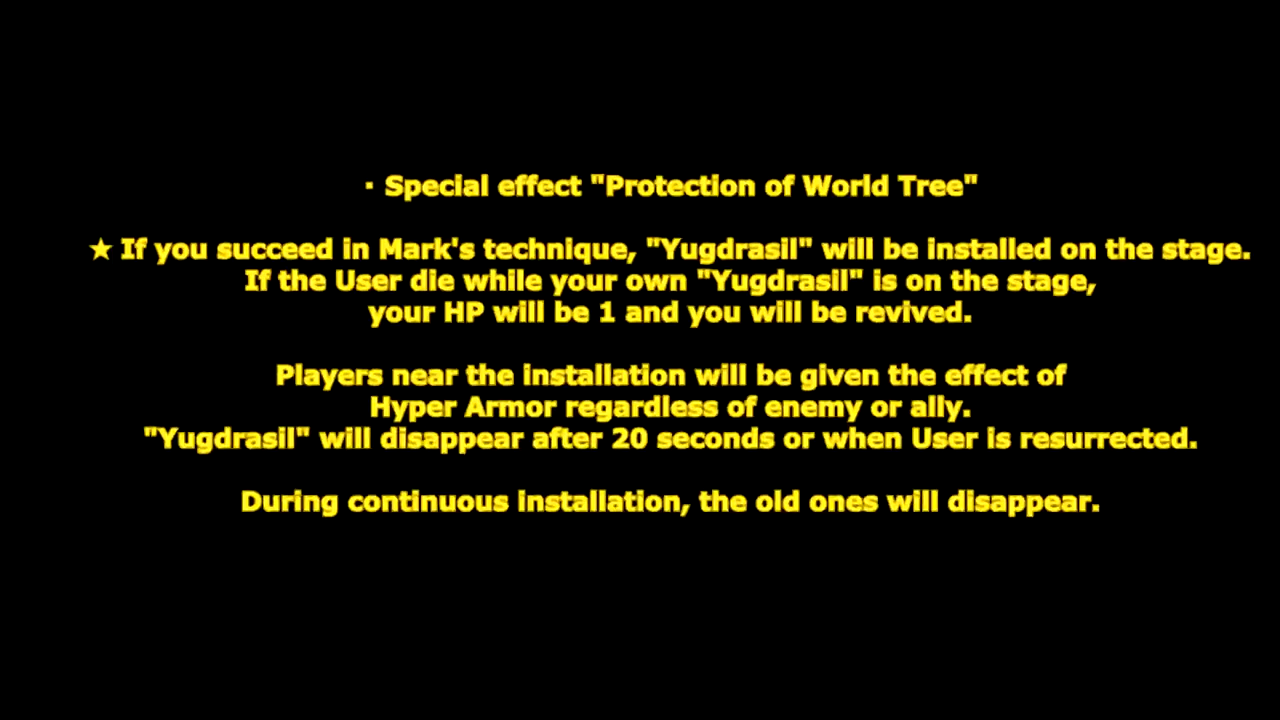 · Special effect "Protection of World Tree"
★ If you succeed in Mark's technique, "Yugdrasil" will be installed on the stage.
If the User die while your own "Yugdrasil" is on the stage,
your HP will be 1 and you will be revived.
Players near the installation will be given the effect of
Hyper Armor regardless of enemy or ally.
"Yugdrasil" will disappear after 20 seconds or when User is resurrected.
During continuous installation, the old ones will disappear.